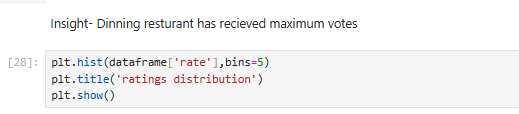 Insight- Dinning resturant has recieved maximum votes
[28]: plt.hist(dataframe['rate'],bins=5)
plt.title('ratings distribution')
plt.show()